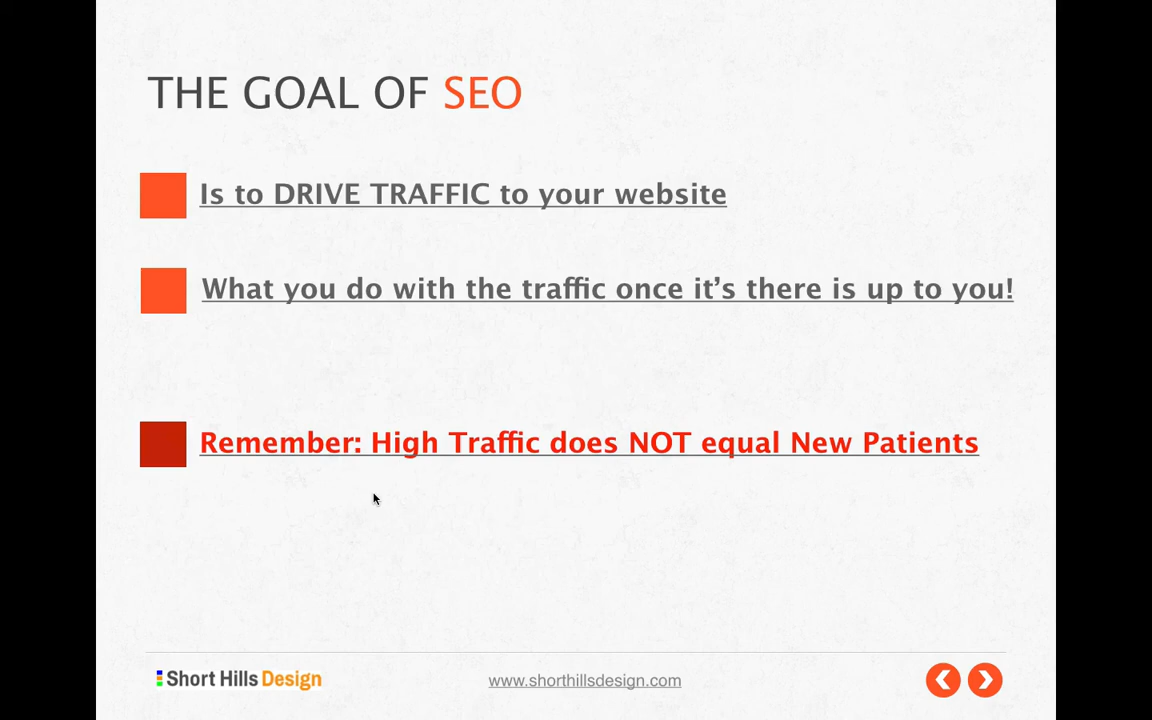 THE GOAL OF SEO
Is to DRIVE TRAFFIC to your website
What you do with the traffic once it’s there is up to you!
Remember: High Traffic does NOT equal New Patients
Short Hills Design
www.shorthillsdesign.com